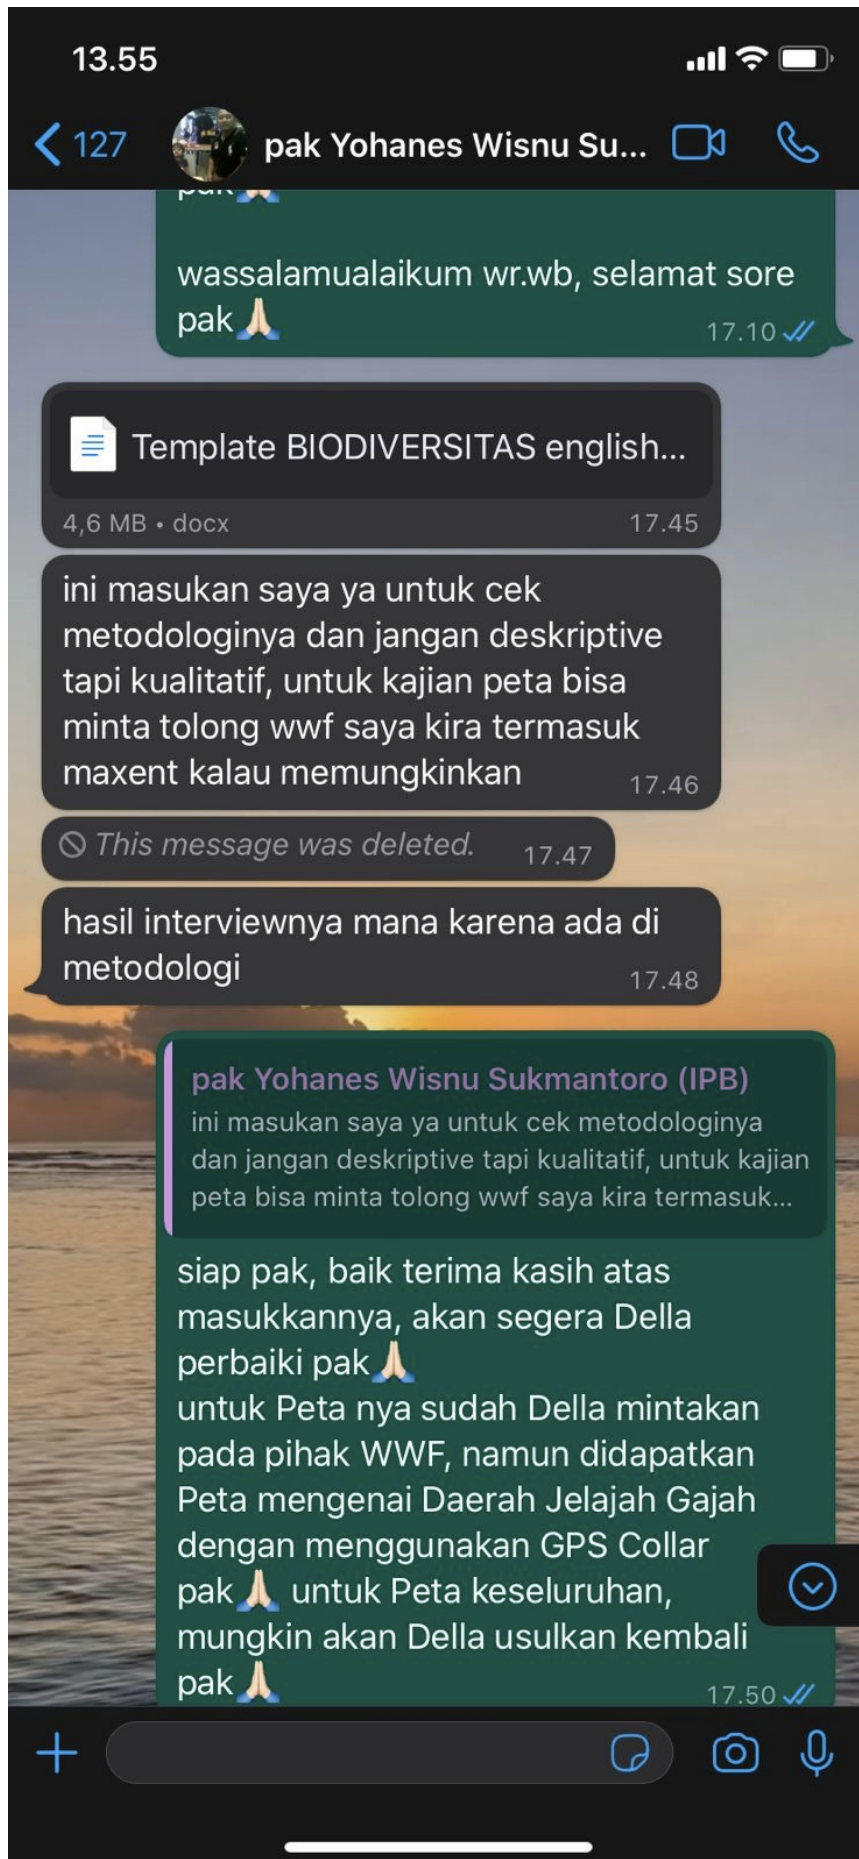 13.55
127
pak Yohanes Wisnu Su...
pak🙏🏻
wassalamualaikum wr.wb, selamat sore
pak🙏🏻
17.10
Template BIODIVERSITAS english...
4,6 MB • docx
17.45
ini masukan saya ya untuk cek
metodologinya dan jangan deskriptive
tapi kualitatif, untuk kajian peta bisa
minta tolong wwf saya kira termasuk
maxent kalau memungkinkan
17.46
This message was deleted.
17.47
hasil interviewnya mana karena ada di
metodologi
17.48
pak Yohanes Wisnu Sukmantoro (IPB)
ini masukan saya ya untuk cek metodologinya
dan jangan deskriptive tapi kualitatif, untuk kajian
peta bisa minta tolong wwf saya kira termasuk...
siap pak, baik terima kasih atas
masukkannya, akan segera Della
perbaiki pak🙏🏻
untuk Peta nya sudah Della mintakan
pada pihak WWF, namun didapatkan
Peta mengenai Daerah Jelajah Gajah
dengan menggunakan GPS Collar
pak🙏🏻 untuk Peta keseluruhan,
mungkin akan Della usulkan kembali
pak🙏🏻
17.50